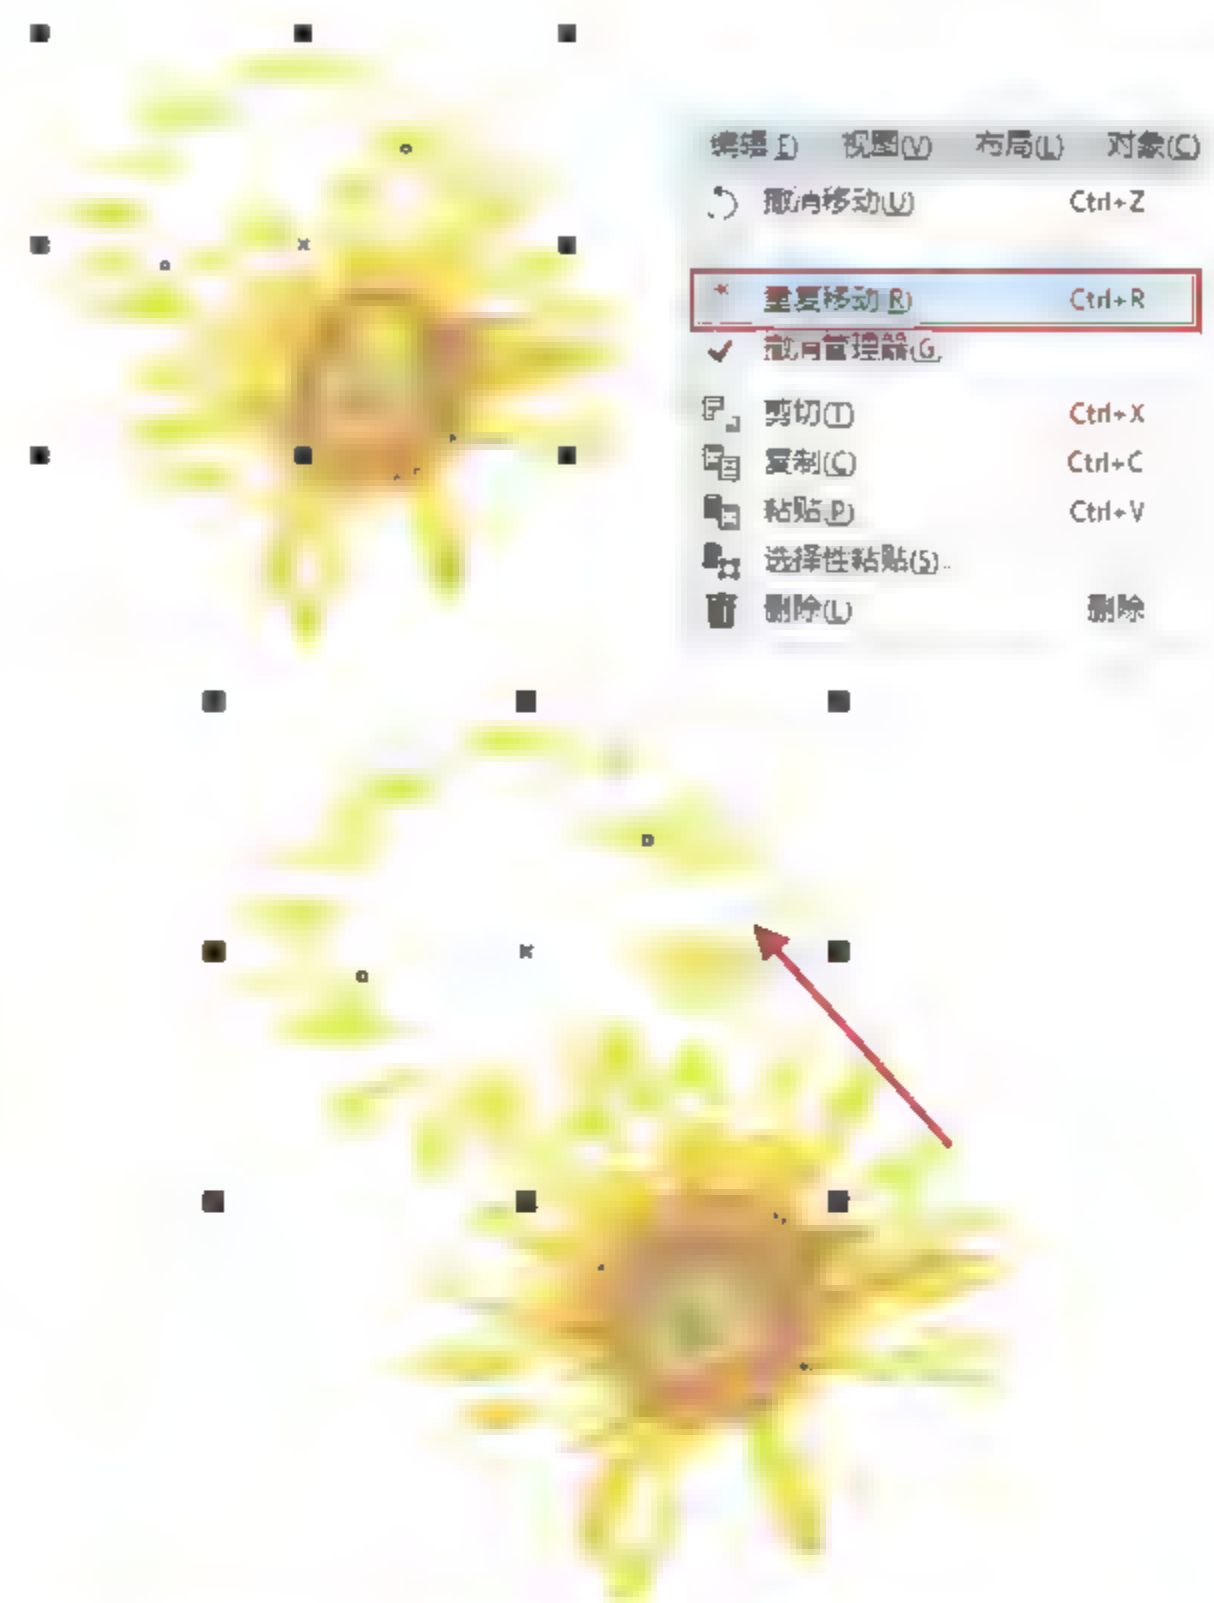 编辑(E) 视图(V) 布局(L) 对象(C)
撤消移动(U) Ctrl+Z
重复移动(R) Ctrl+R
撤消管理器(G)
剪切(T) Ctrl+X
复制(C) Ctrl+C
粘贴(P) Ctrl+V
选择性粘贴(S)...
删除(L) 删除